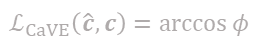 ℒ_CaVE(ĉ, c) = arccos ϕ